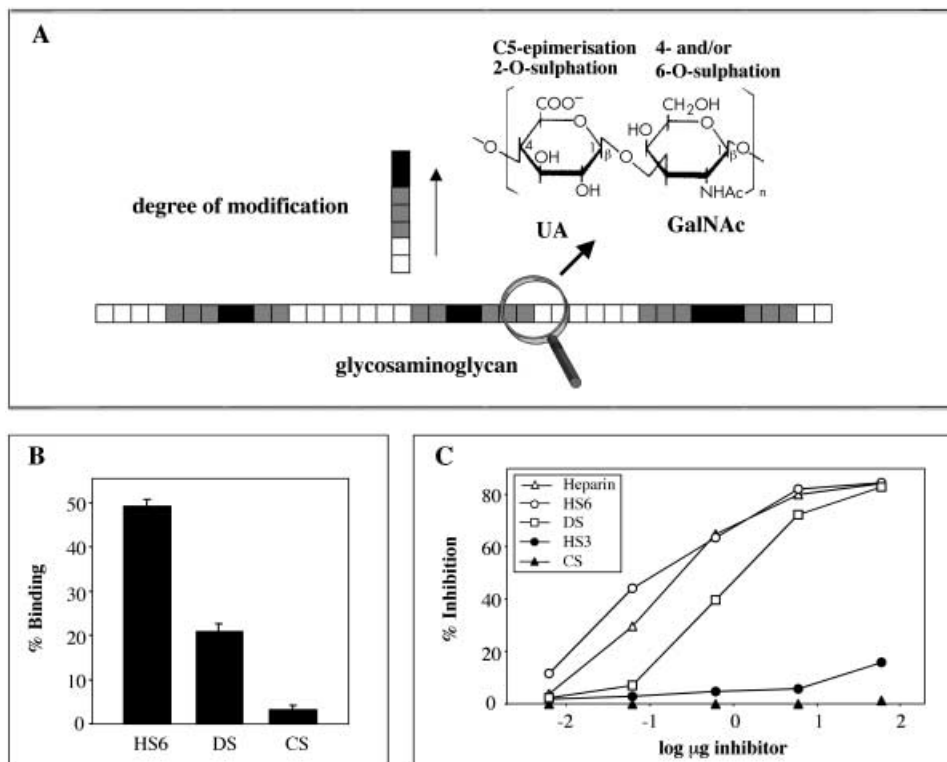 A
C5-epimerisation 4- and/or
2-O-sulphation 6-O-sulphation
COO−
CH2OH
O
O
HO
4
1
1
OH
β
β
O
O
O
OH
NHAc
n
degree of modification
UA
GalNAc
glycosaminoglycan
B
% Binding
50
40
30
20
10
0
HS6 DS CS
C
% Inhibition
80
60
40
20
0
Heparin
HS6
DS
HS3
CS
-2 -1 0 1 2
log µg inhibitor